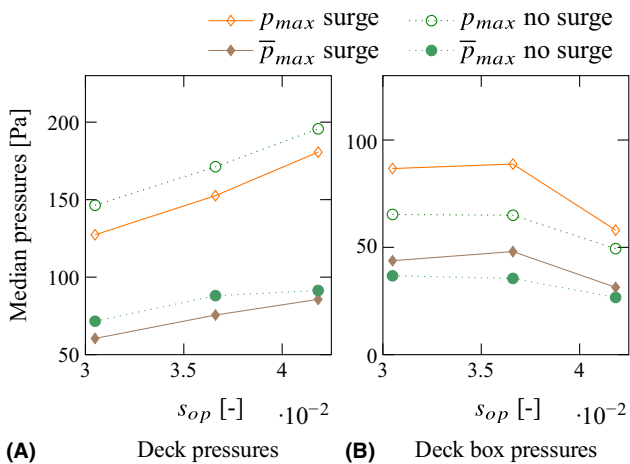 p_max surge p_max no surge
p̅_max surge p̅_max no surge
Median pressures [Pa]
200
150
100
50
3 3.5 4
s_op [-] ·10⁻²
(A) Deck pressures
100
50
0
3 3.5 4
s_op [-] ·10⁻²
(B) Deck box pressures